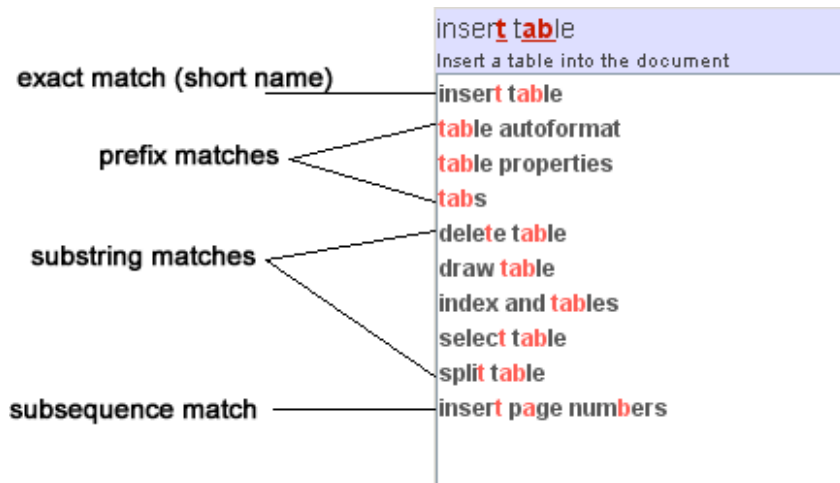 insert table
Insert a table into the document
exact match (short name)
insert table
table autoformat
prefix matches
table properties
tabs
delete table
substring matches
draw table
index and tables
select table
split table
subsequence match
insert page numbers